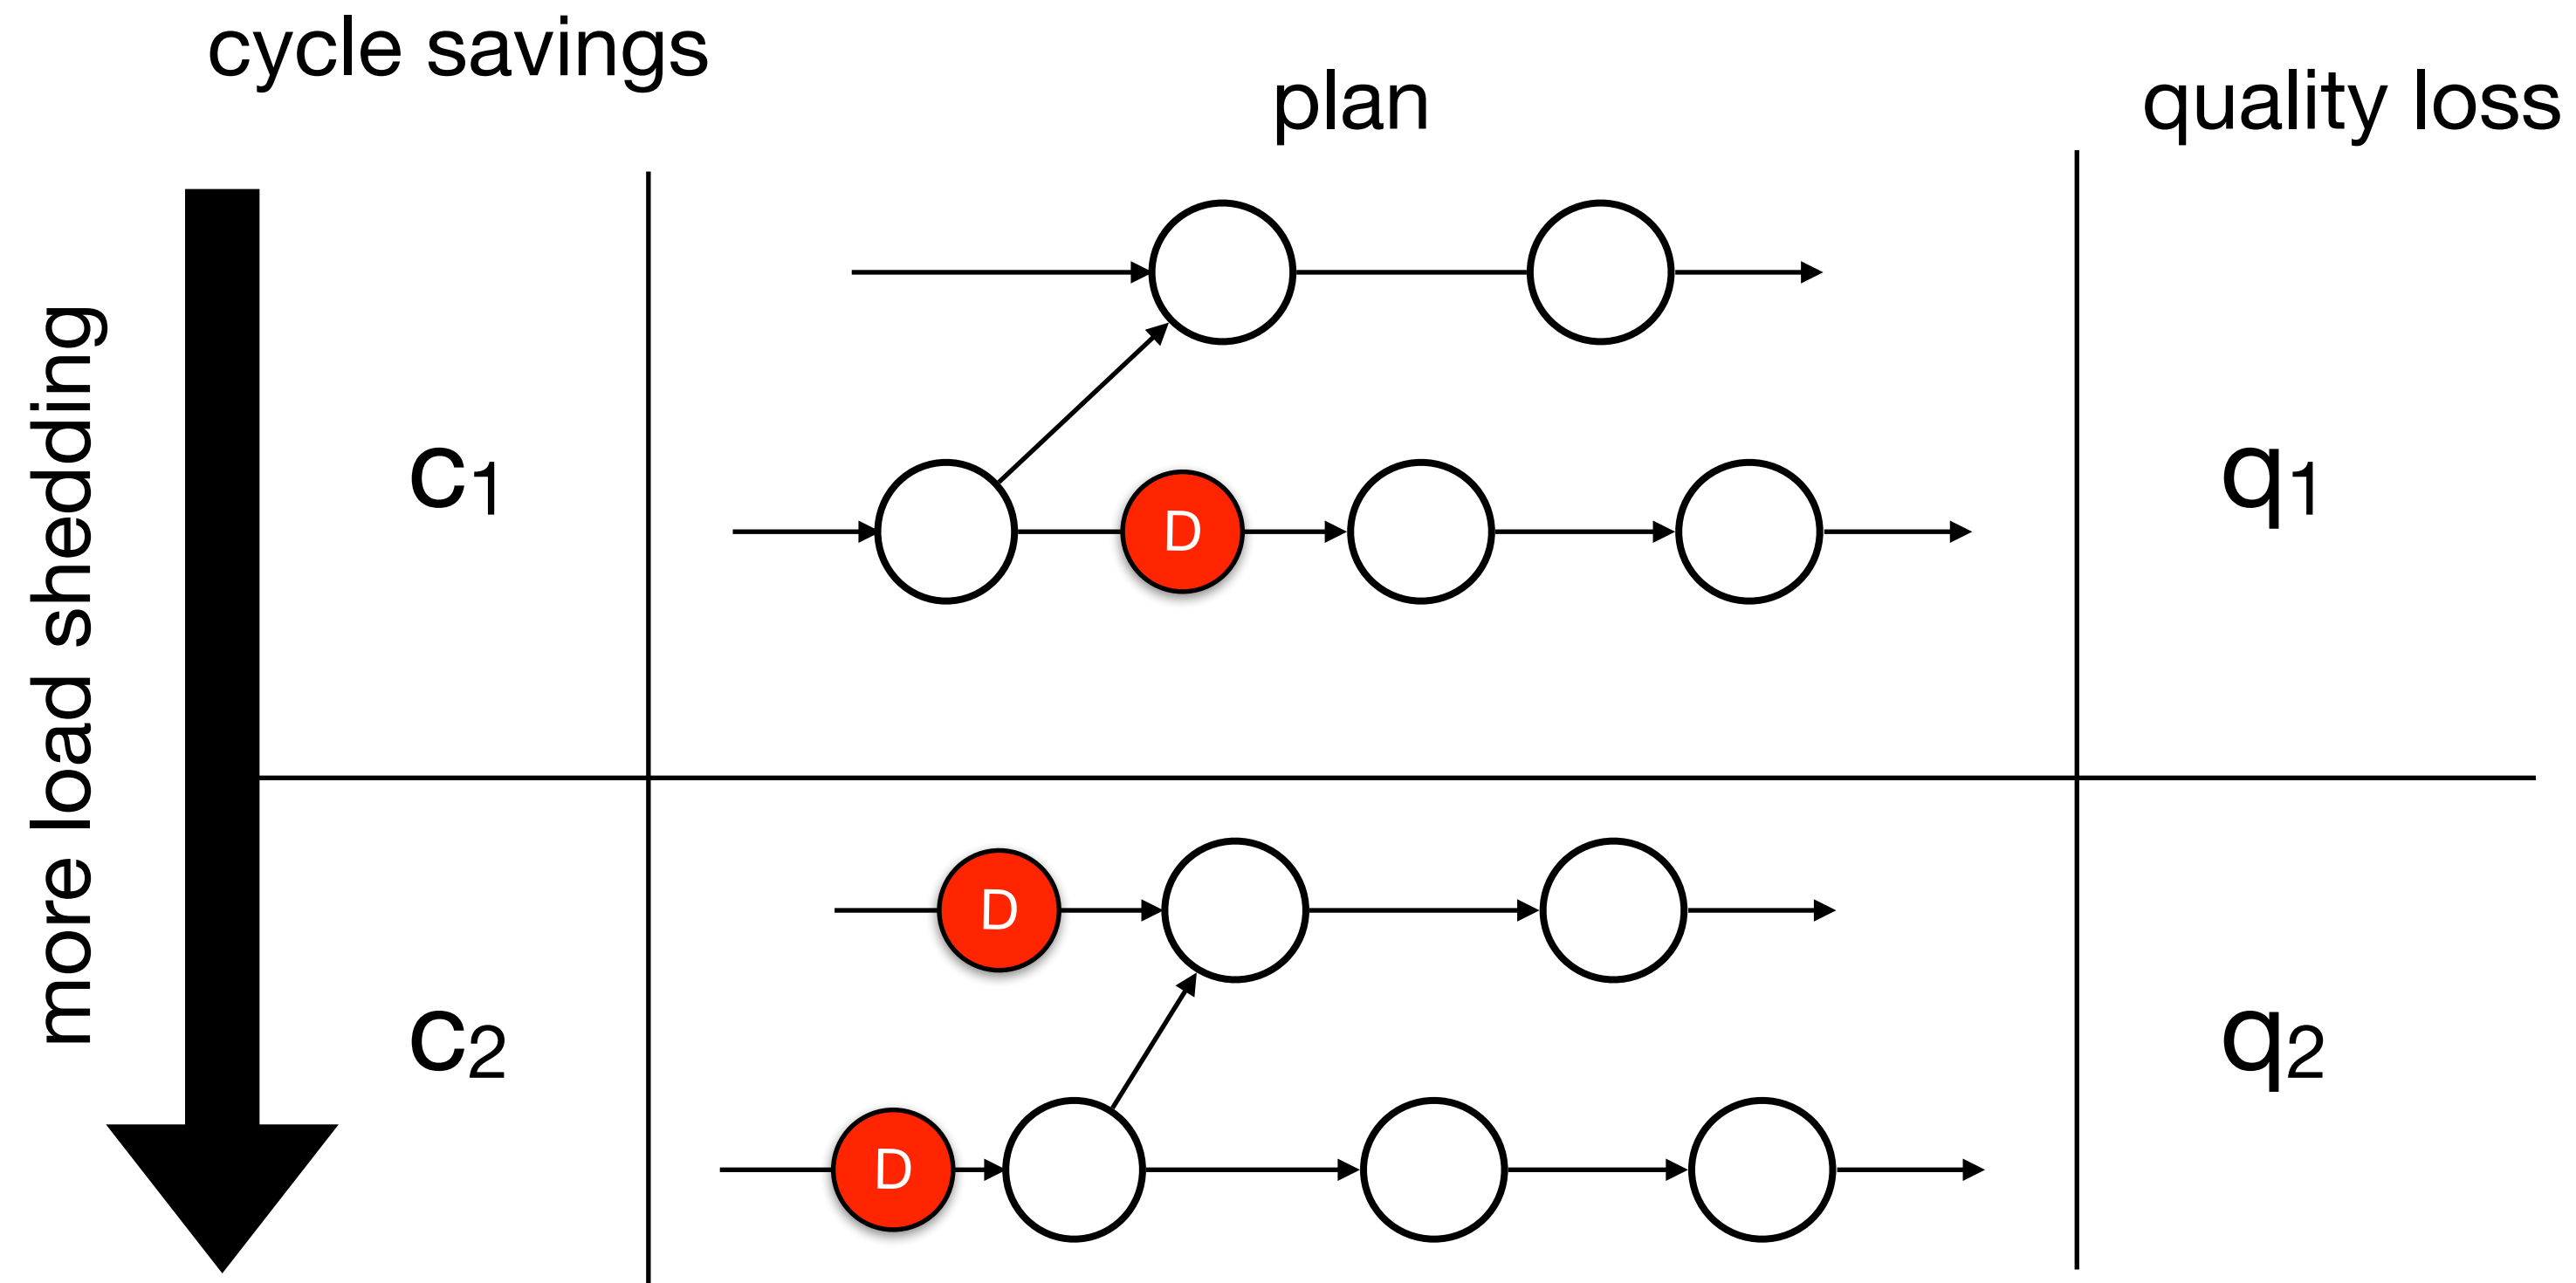 cycle savings
plan
quality loss
more load shedding
c1
D
q1
D
c2
q2
D